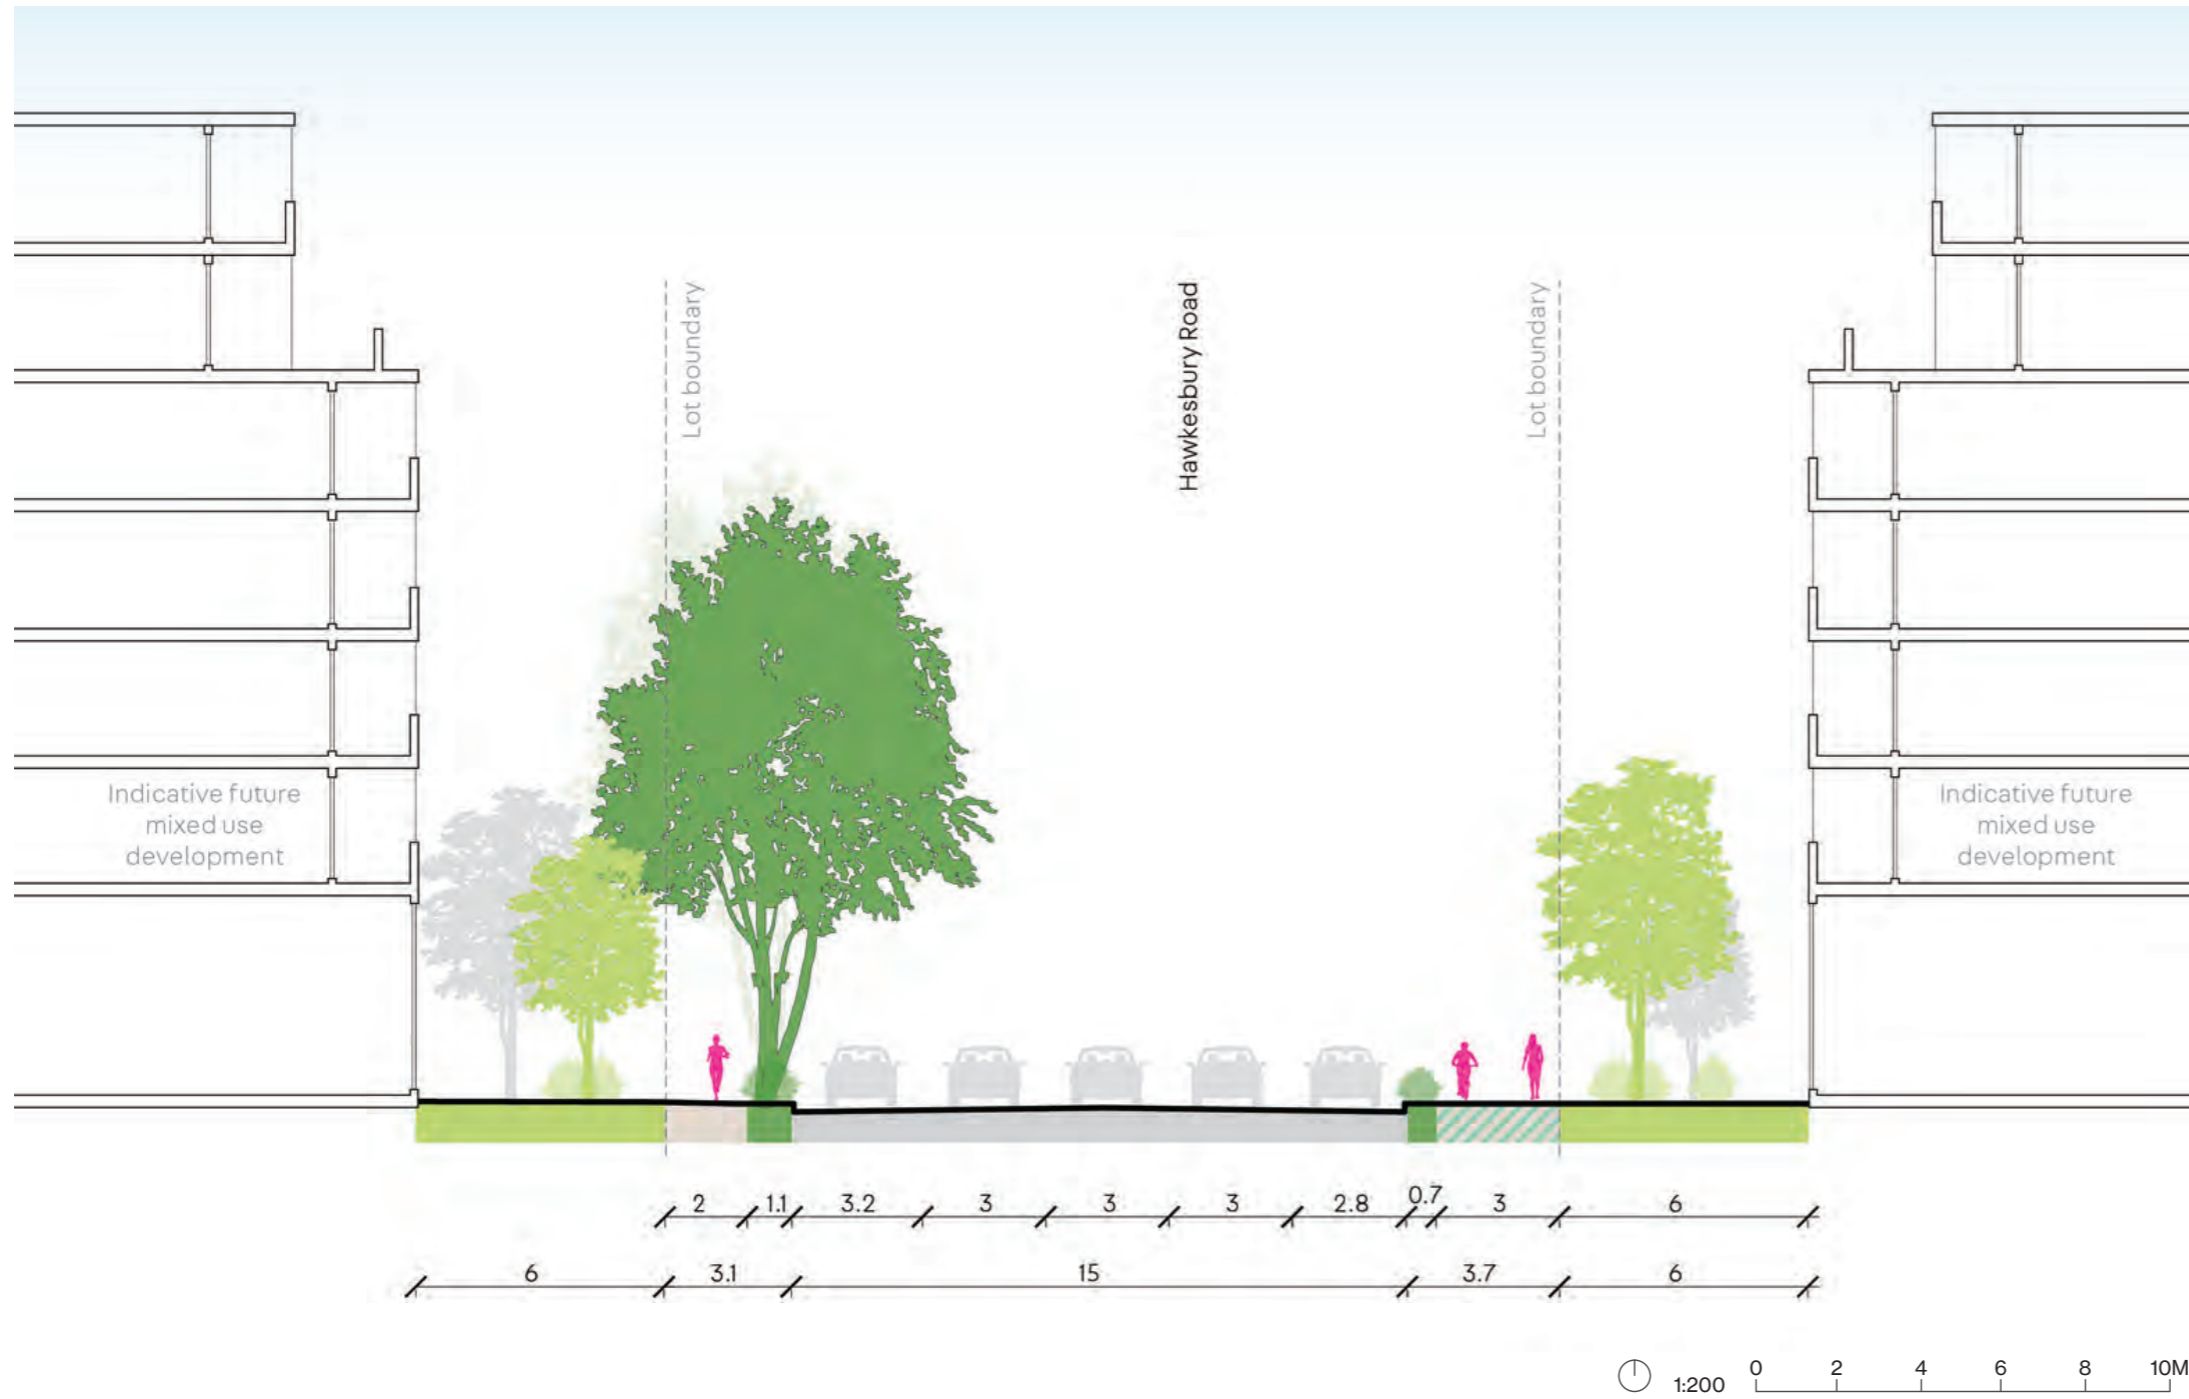 Lot boundary
Hawkesbury Road
Lot boundary
Indicative future
mixed use
development
Indicative future
mixed use
development
2 1.1 3.2 3 3 3 2.8 0.7 3 6
6 3.1 15 3.7 6
1:200 0 2 4 6 8 10M